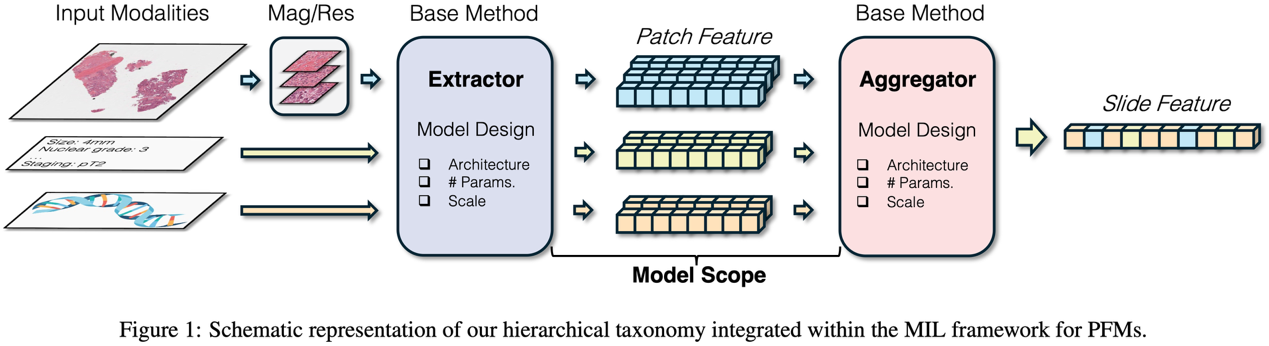 Input Modalities
Mag/Res
Base Method
Base Method
Patch Feature
Extractor
Aggregator
Slide Feature
Size: 4mm
Nuclear grade: 3
...
Staging: pT2
Model Design
Architecture
# Params.
Scale
Model Design
Architecture
# Params.
Scale
Model Scope
Figure 1: Schematic representation of our hierarchical taxonomy integrated within the MIL framework for PFMs.